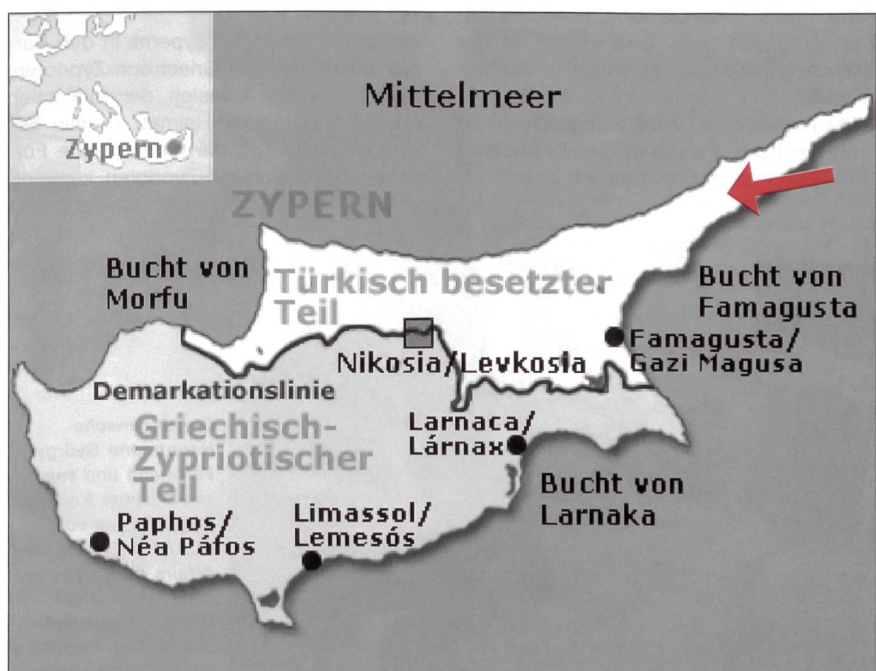 Mittelmeer
Zypern
ZYPERN
Bucht von
Morfu
Türkisch besetzter
Teil
Bucht von
Famagusta
Famagusta/
Gazi Magusa
Nikosia/Levkosia
Demarkationslinie
Griechisch-
Zypriotischer
Teil
Larnaca/
Lárnax
Bucht von
Larnaka
Paphos/
Néa Páfos
Limassol/
Lemesós